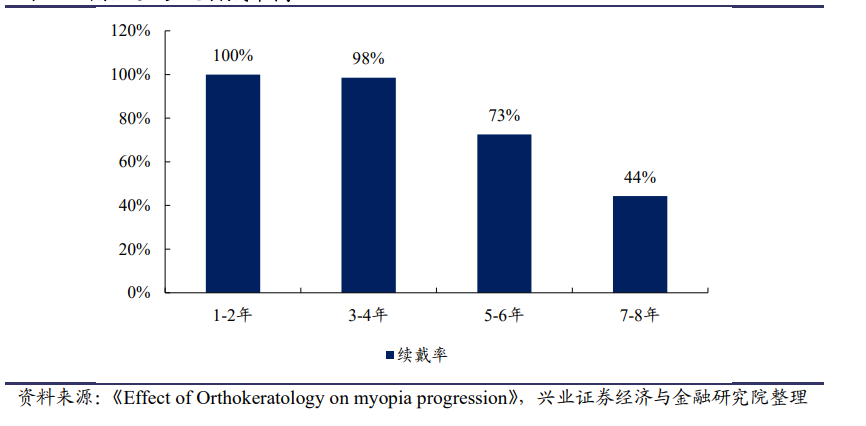 120%
100%
80%
60%
40%
20%
0%
100%
98%
73%
44%
1-2年
3-4年
5-6年
7-8年
续戴率
资料来源：《Effect of Orthokeratology on myopia progression》，兴业证券经济与金融研究院整理